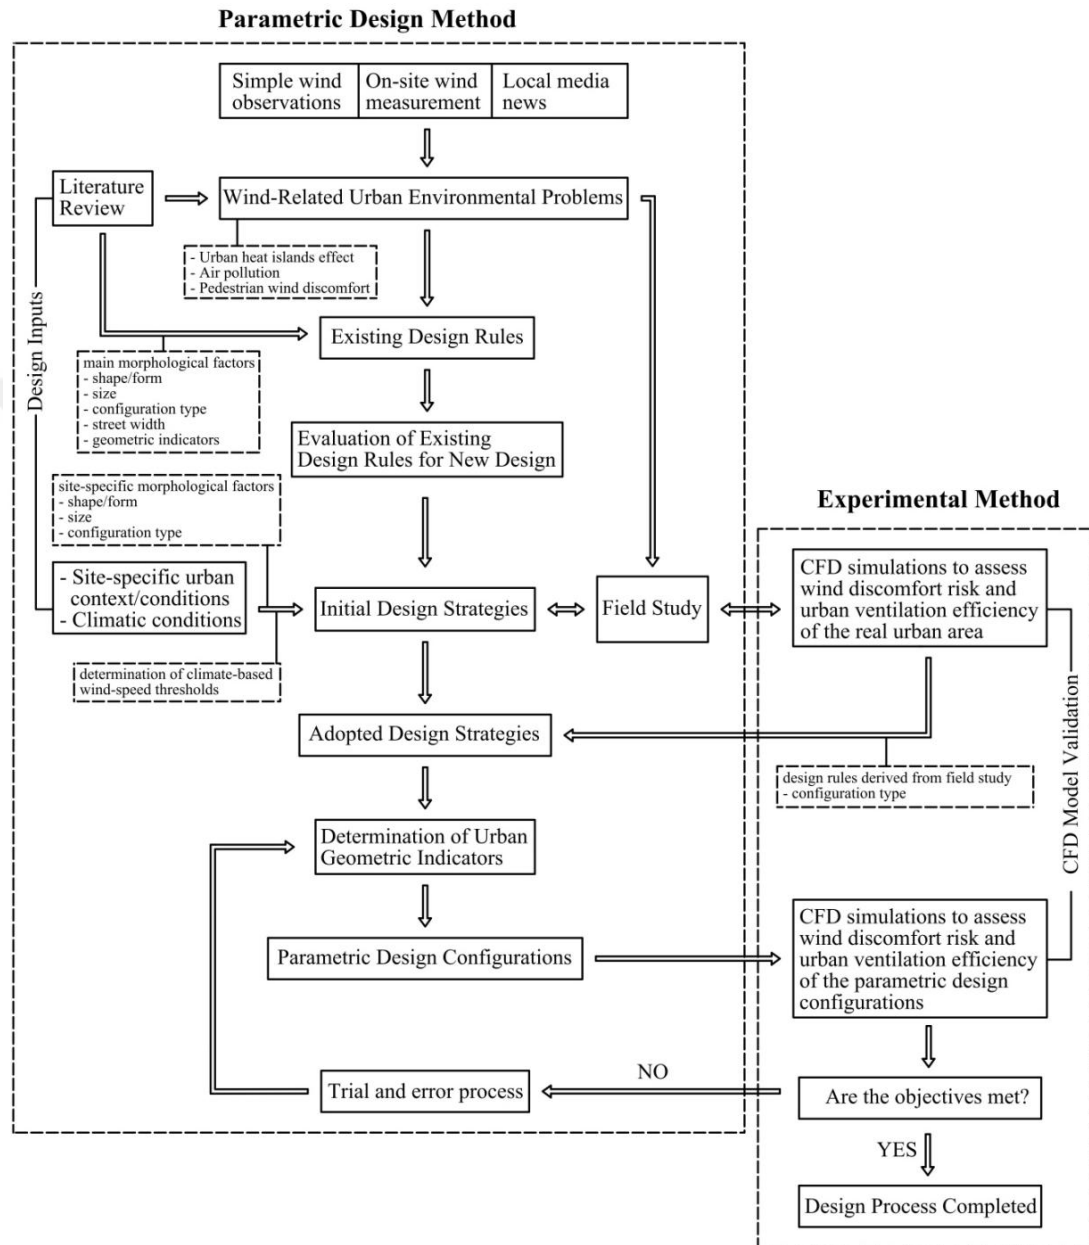 Parametric Design Method
Simple wind
observations
On-site wind
measurement
Local media
news
Literature
Review
Wind-Related Urban Environmental Problems
- Urban heat islands effect
- Air pollution
- Pedestrian wind discomfort
Design Inputs
Existing Design Rules
main morphological factors
- shape/form
- size
- configuration type
- street width
- geometric indicators
Evaluation of Existing
Design Rules for New Design
site-specific morphological factors
- shape/form
- size
- configuration type
- Site-specific urban
context/conditions
- Climatic conditions
Initial Design Strategies
Field Study
determination of climate-based
wind-speed thresholds
Adopted Design Strategies
Determination of Urban
Geometric Indicators
Parametric Design Configurations
Trial and error process
NO
Experimental Method
CFD simulations to assess
wind discomfort risk and
urban ventilation efficiency
of the real urban area
design rules derived from field study
- configuration type
CFD Model Validation
CFD simulations to assess
wind discomfort risk and
urban ventilation efficiency
of the parametric design
configurations
Are the objectives met?
YES
Design Process Completed